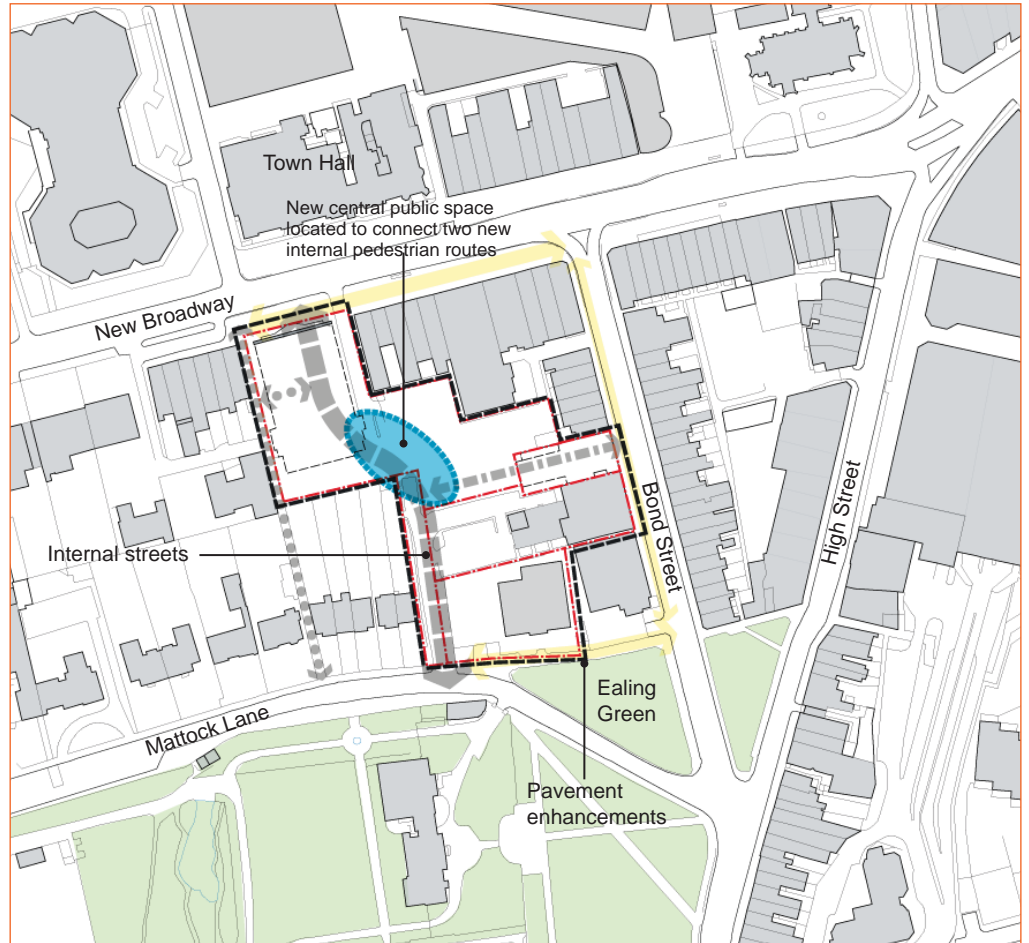 Town Hall
New central public space
located to connect two new
internal pedestrian routes
New Broadway
Internal streets
Bond Street
High Street
Mattock Lane
Ealing
Green
Pavement
enhancements